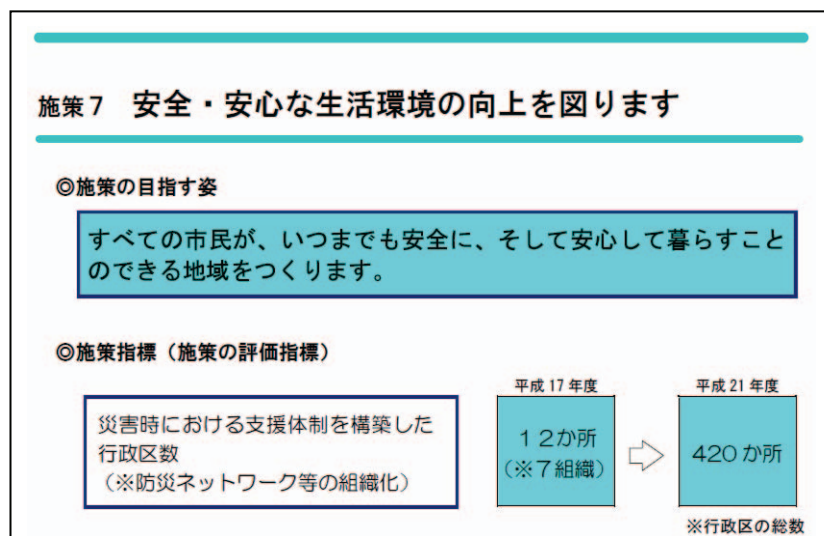 施策７　安全・安心な生活環境の向上を図ります
◎施策の目指す姿
すべての市民が、いつまでも安全に、そして安心して暮らすこと
のできる地域をつくります。
◎施策指標（施策の評価指標）
災害時における支援体制を構築した
行政区数
（※防災ネットワーク等の組織化）
平成 17 年度
１２か所
（※７組織）
平成 21 年度
420 か所
※行政区の総数